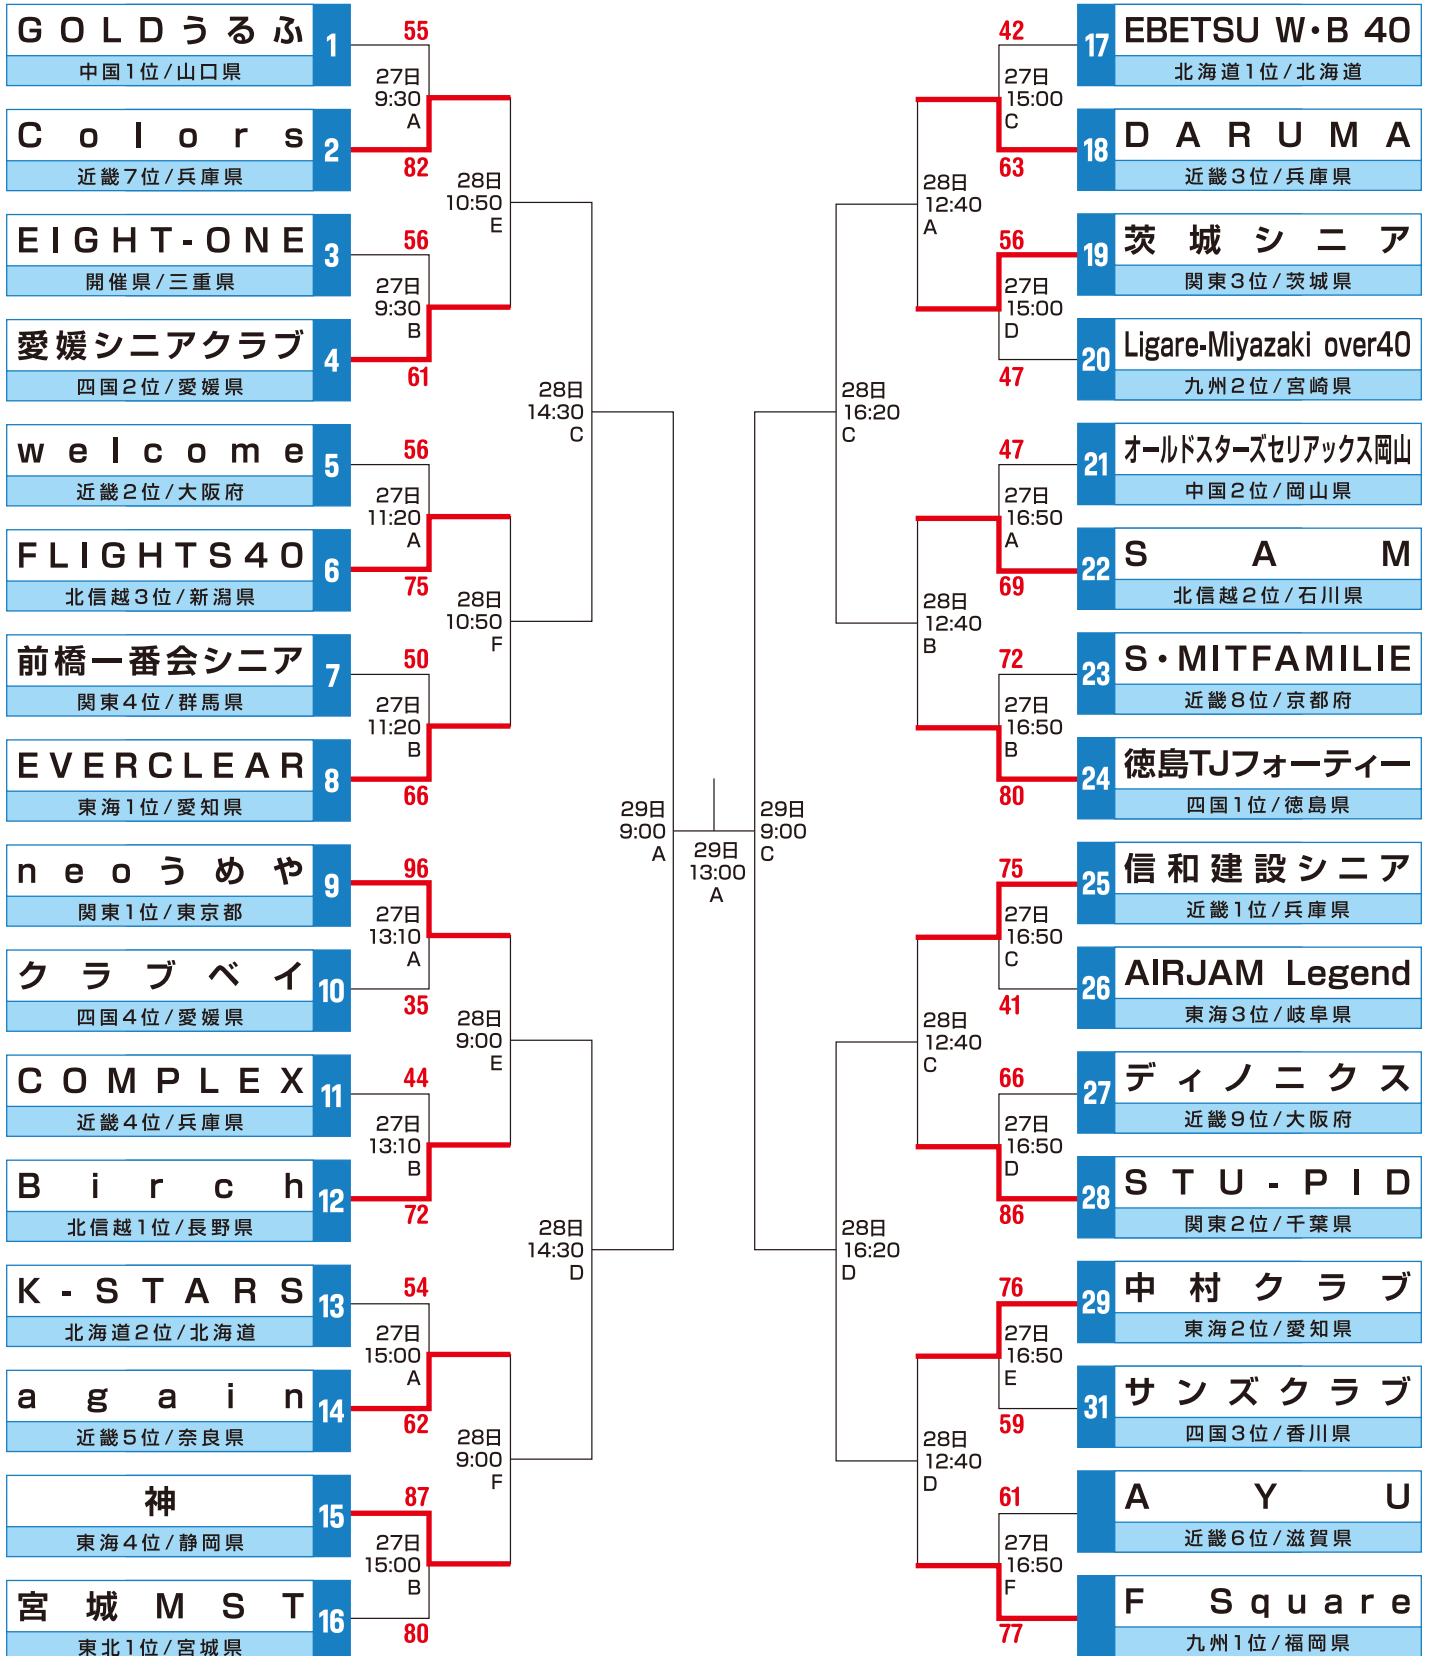 GOLDうるふ
1
中国1位/山口県
55
27日
9:30
A
Colors
2
近畿7位/兵庫県
82
28日
10:50
E
EIGHT-ONE
3
開催県/三重県
56
27日
9:30
B
愛媛シニアクラブ
4
四国2位/愛媛県
61
28日
14:30
C
welcome
5
近畿2位/大阪府
56
27日
11:20
A
FLIGHTS40
6
北信越3位/新潟県
75
28日
10:50
F
前橋一番会シニア
7
関東4位/群馬県
50
27日
11:20
B
EVERCLEAR
8
東海1位/愛知県
66
29日
9:00
A
neoうめや
9
関東1位/東京都
96
27日
13:10
A
クラブベイ
10
四国4位/愛媛県
35
28日
9:00
E
COMPLEX
11
近畿4位/兵庫県
44
27日
13:10
B
Birch
12
北信越1位/長野県
72
28日
14:30
D
K-STARS
13
北海道2位/北海道
54
27日
15:00
A
again
14
近畿5位/奈良県
62
28日
9:00
F
神
15
東海4位/静岡県
87
27日
15:00
B
宮城MST
16
東北1位/宮城県
80
29日
13:00
A
42
17
EBETSU W・B 40
北海道1位/北海道
27日
15:00
C
63
18
DARUMA
近畿3位/兵庫県
28日
12:40
A
56
19
茨城シニア
関東3位/茨城県
27日
15:00
D
47
20
Ligare-Miyazaki over40
九州2位/宮崎県
28日
16:20
C
47
21
オールドスターズセリアックス岡山
中国2位/岡山県
27日
16:50
A
69
22
SAM
北信越2位/石川県
28日
12:40
B
72
23
S・MITFAMILIE
近畿8位/京都府
27日
16:50
B
80
24
徳島TJフォーティー
四国1位/徳島県
29日
9:00
C
75
25
信和建設シニア
近畿1位/兵庫県
27日
16:50
C
41
26
AIRJAM Legend
東海3位/岐阜県
28日
12:40
C
66
27
ディノニクス
近畿9位/大阪府
27日
16:50
D
86
28
STU-PID
関東2位/千葉県
28日
16:20
D
76
29
中村クラブ
東海2位/愛知県
27日
16:50
E
59
31
サンズクラブ
四国3位/香川県
28日
12:40
D
61
AYU
近畿6位/滋賀県
27日
16:50
F
77
F Square
九州1位/福岡県